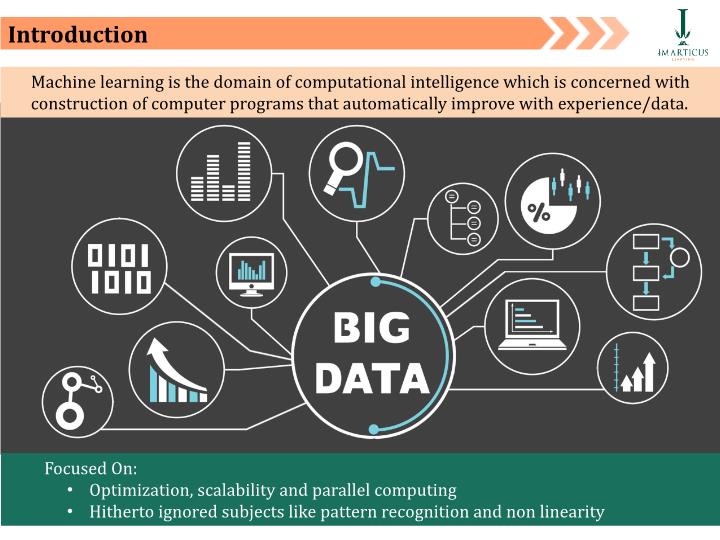 Introduction
IMARTICUS
LEARNING
Machine learning is the domain of computational intelligence which is concerned with
construction of computer programs that automatically improve with experience/data.
%
0101
1010
BIG
DATA
Focused On:
• Optimization, scalability and parallel computing
• Hitherto ignored subjects like pattern recognition and non linearity